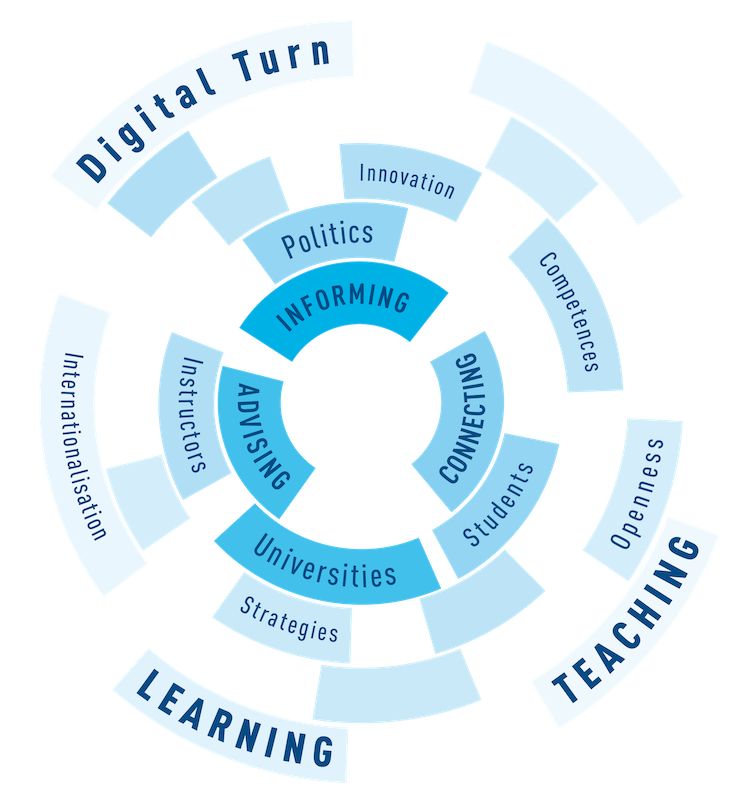 Digital Turn
Innovation
Politics
INFORMING
Competences
Internationalisation
Instructors
ADVISING
CONNECTING
Students
Openness
Universities
Strategies
TEACHING
LEARNING